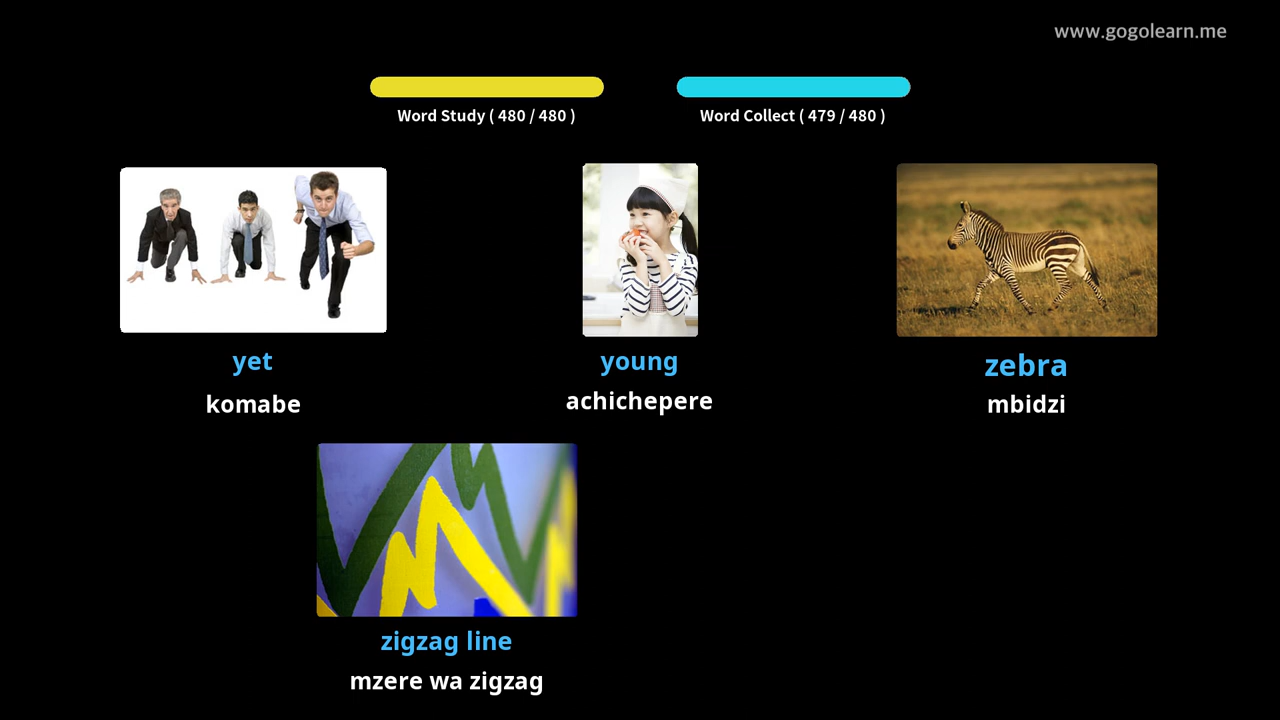 www.gogolearn.me
Word Study ( 480 / 480 )
Word Collect ( 479 / 480 )
yet
komabe
young
achichepere
zebra
mbidzi
zigzag line
mzere wa zigzag